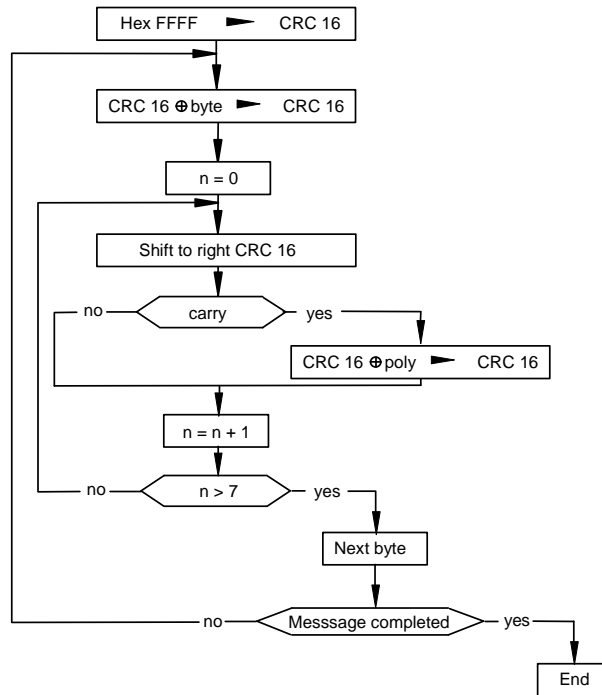 Hex FFFF CRC 16
CRC 16 ⊕ byte CRC 16
n = 0
Shift to right CRC 16
no carry yes
CRC 16 ⊕ poly CRC 16
n = n + 1
no n > 7 yes
Next byte
no Messsage completed yes
End